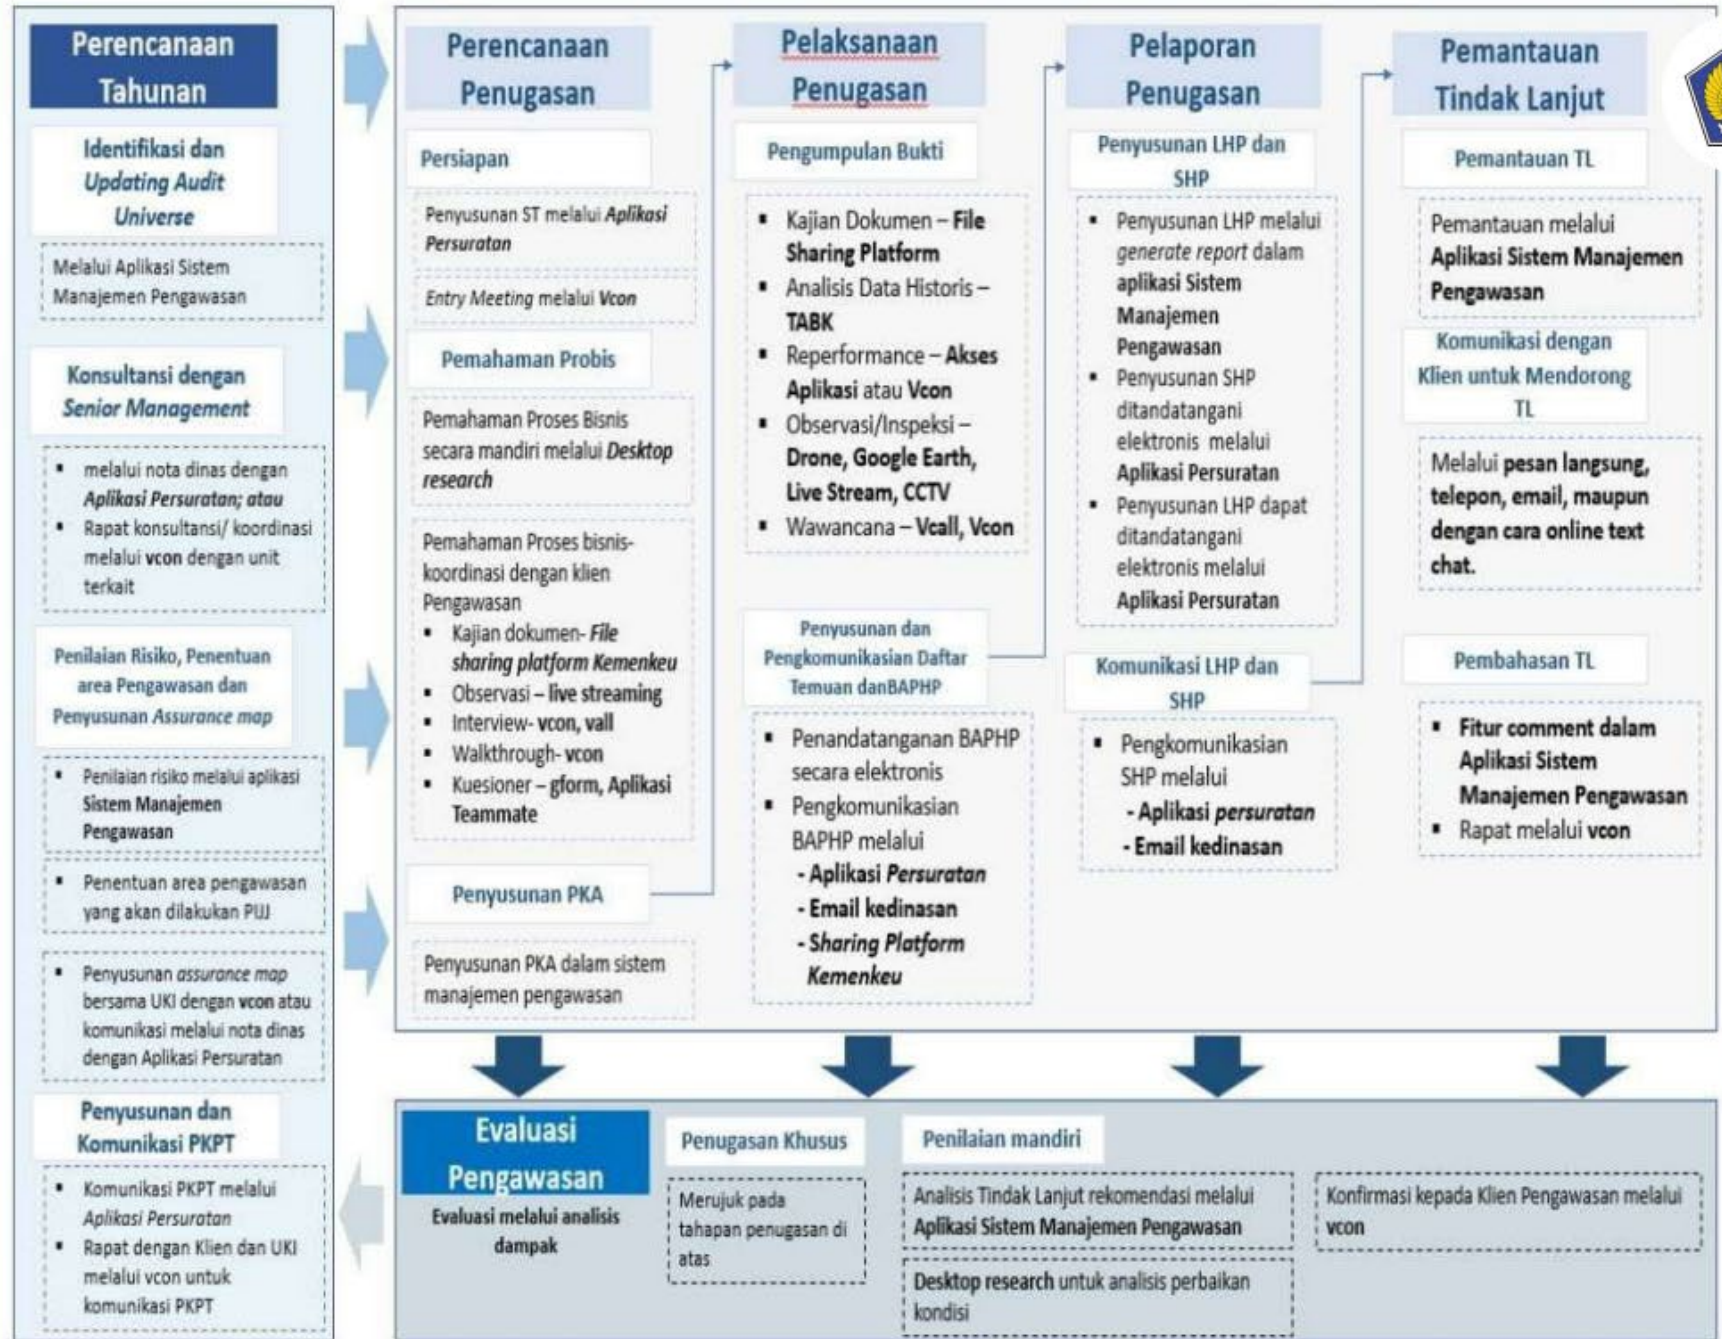 Perencanaan
Tahunan
Identifikasi dan
Updating Audit
Universe
Melalui Aplikasi Sistem
Manajemen Pengawasan
Konsultansi dengan
Senior Management
▪ melalui nota dinas dengan
Aplikasi Persuratan; atau
▪ Rapat konsultansi/ koordinasi
melalui vcon dengan unit
terkait
Penilaian Risiko, Penentuan
area Pengawasan dan
Penyusunan Assurance map
▪ Penilaian risiko melalui aplikasi
Sistem Manajemen
Pengawasan
▪ Penentuan area pengawasan
yang akan dilakukan PIJJ
▪ Penyusunan assurance map
bersama UKI dengan vcon atau
komunikasi melalui nota dinas
dengan Aplikasi Persuratan
Penyusunan dan
Komunikasi PKPT
▪ Komunikasi PKPT melalui
Aplikasi Persuratan
▪ Rapat dengan Klien dan UKI
melalui vcon untuk
komunikasi PKPT
Perencanaan
Penugasan
Persiapan
Penyusunan ST melalui Aplikasi
Persuratan
Entry Meeting melalui Vcon
Pemahaman Probis
Pemahaman Proses Bisnis
secara mandiri melalui Desktop
research
Pemahaman Proses bisnis-
koordinasi dengan klien
Pengawasan
▪ Kajian dokumen- File
sharing platform Kemenkeu
▪ Observasi – live streaming
▪ Interview- vcon, vall
▪ Walkthrough- vcon
▪ Kuesioner – gform, Aplikasi
Teammate
Penyusunan PKA
Penyusunan PKA dalam sistem
manajemen pengawasan
Pelaksanaan
Penugasan
Pengumpulan Bukti
▪ Kajian Dokumen – File
Sharing Platform
▪ Analisis Data Historis –
TABK
▪ Reperformance – Akses
Aplikasi atau Vcon
▪ Observasi/Inspeksi –
Drone, Google Earth,
Live Stream, CCTV
▪ Wawancana – Vcall, Vcon
Penyusunan dan
Pengkomunikasian Daftar
Temuan danBAPHP
▪ Penandatanganan BAPHP
secara elektronis
▪ Pengkomunikasian
BAPHP melalui
- Aplikasi Persuratan
- Email kedinasan
- Sharing Platform
Kemenkeu
Pelaporan
Penugasan
Penyusunan LHP dan
SHP
▪ Penyusunan LHP melalui
generate report dalam
aplikasi Sistem
Manajemen
Pengawasan
▪ Penyusunan SHP
ditandatangani
elektronis melalui
Aplikasi Persuratan
▪ Penyusunan LHP dapat
ditandatangani
elektronis melalui
Aplikasi Persuratan
Komunikasi LHP dan
SHP
▪ Pengkomunikasian
SHP melalui
- Aplikasi persuratan
- Email kedinasan
Pemantauan
Tindak Lanjut
Pemantauan TL
Pemantauan melalui
Aplikasi Sistem Manajemen
Pengawasan
Komunikasi dengan
Klien untuk Mendorong
TL
Melalui pesan langsung,
telepon, email, maupun
dengan cara online text
chat.
Pembahasan TL
▪ Fitur comment dalam
Aplikasi Sistem
Manajemen Pengawasan
▪ Rapat melalui vcon
Evaluasi
Pengawasan
Evaluasi melalui analisis
dampak
Penugasan Khusus
Merujuk pada
tahapan penugasan di
atas
Penilaian mandiri
Analisis Tindak Lanjut rekomendasi melalui
Aplikasi Sistem Manajemen Pengawasan
Desktop research untuk analisis perbaikan
kondisi
Konfirmasi kepada Klien Pengawasan melalui
vcon